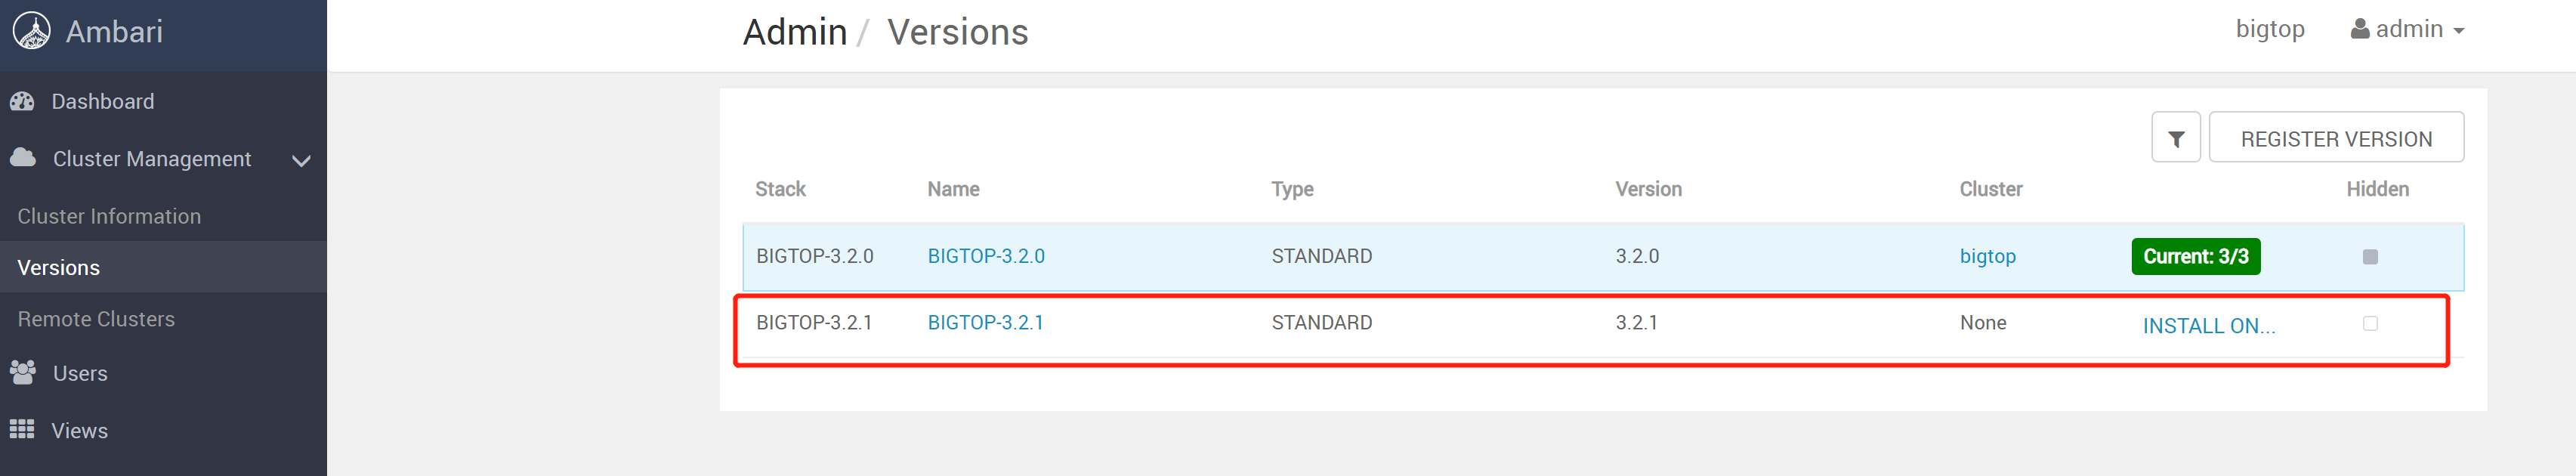 Ambari
Admin / Versions
bigtop
admin
Dashboard
Cluster Management
Cluster Information
Versions
Remote Clusters
Users
Views
REGISTER VERSION
Stack Name Type Version Cluster Hidden
BIGTOP-3.2.0 BIGTOP-3.2.0 STANDARD 3.2.0 bigtop Current: 3/3
BIGTOP-3.2.1 BIGTOP-3.2.1 STANDARD 3.2.1 None INSTALL ON...